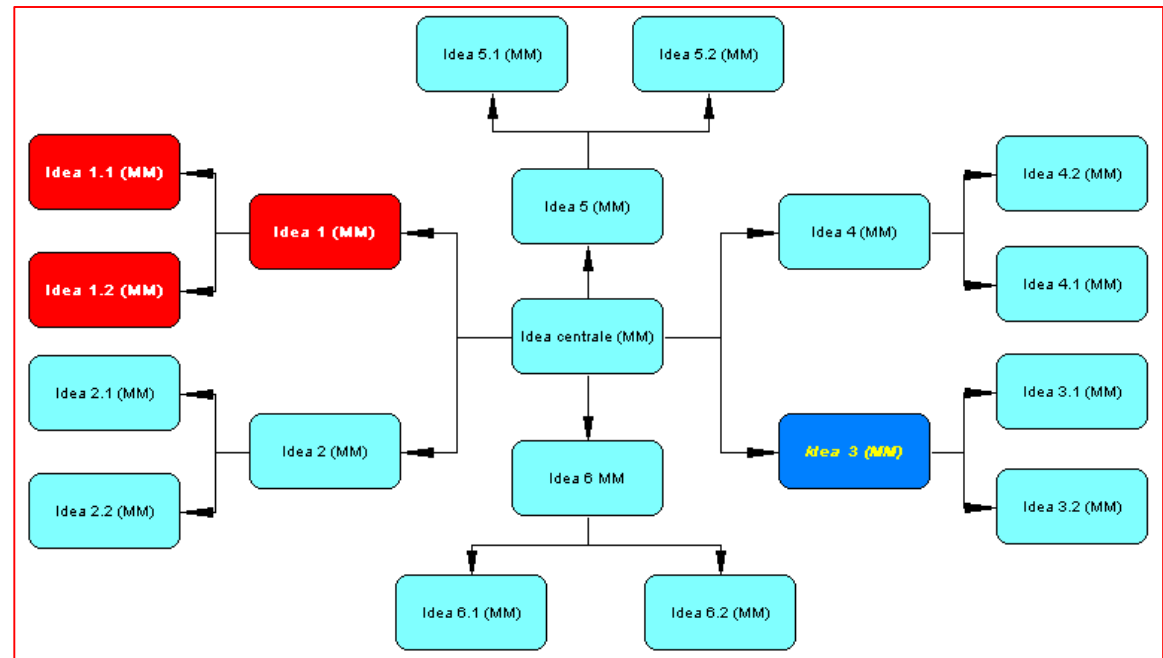 Idea 5.1 (MM)
Idea 5.2 (MM)
Idea 1.1 (MM)
Idea 4.2 (MM)
Idea 5 (MM)
Idea 1 (MM)
Idea 4 (MM)
Idea 1.2 (MM)
Idea 4.1 (MM)
Idea centrale (MM)
Idea 2.1 (MM)
Idea 3.1 (MM)
Idea 2 (MM)
Idea 3 (MM)
Idea 6 MM
Idea 2.2 (MM)
Idea 3.2 (MM)
Idea 6.1 (MM)
Idea 6.2 (MM)